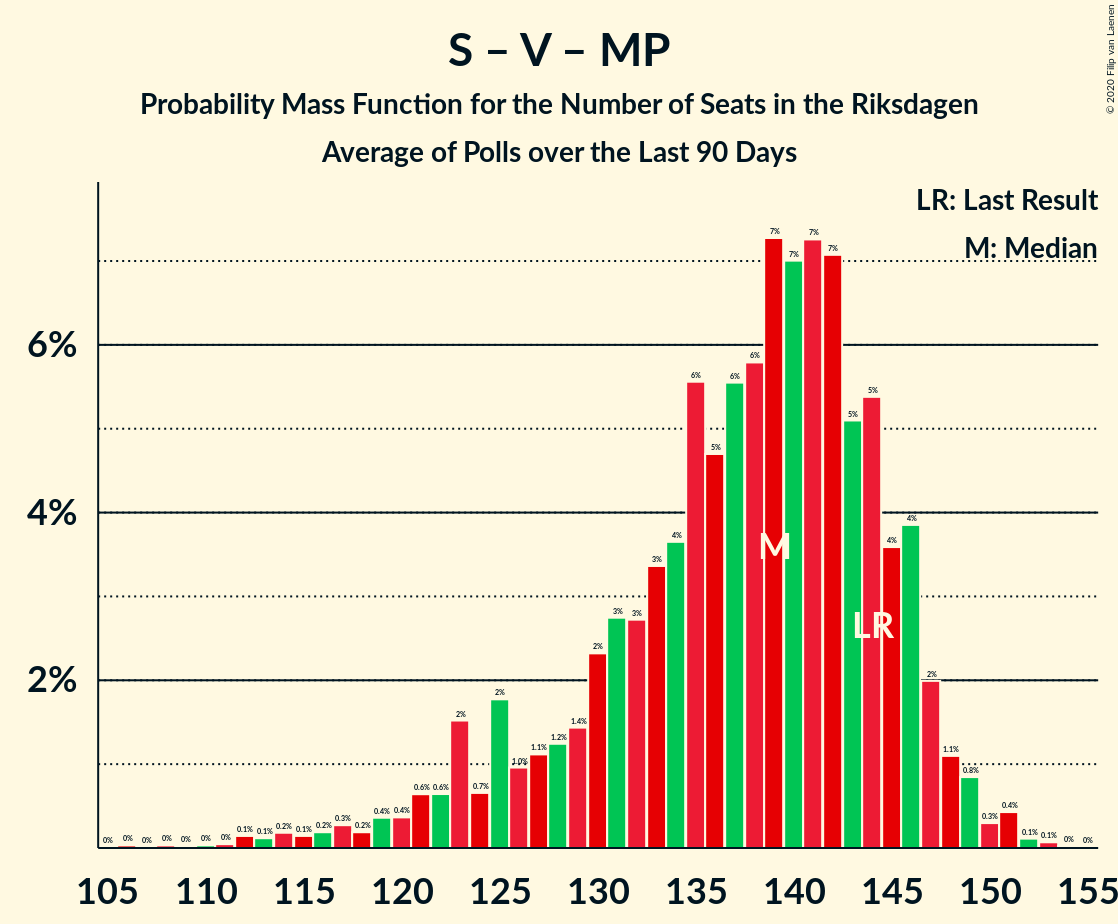 S – V – MP
Probability Mass Function for the Number of Seats in the Riksdagen
Average of Polls over the Last 90 Days
© 2020 Filip van Laenen
LR: Last Result
M: Median
6%
4%
2%
0% 0% 0% 0% 0% 0% 0% 0.1% 0.1% 0.2% 0.1% 0.2% 0.3% 0.2% 0.4% 0.4% 0.6% 0.6% 2% 0.7% 2% 1.0% 1.1% 1.2% 1.4% 2% 3% 3% 3% 4% 6% 5% 6% 6% 7% 7% 7% 7% 5% 5% 4% 4% 2% 1.1% 0.8% 0.3% 0.4% 0.1% 0.1% 0% 0%
M
LR
105 110 115 120 125 130 135 140 145 150 155